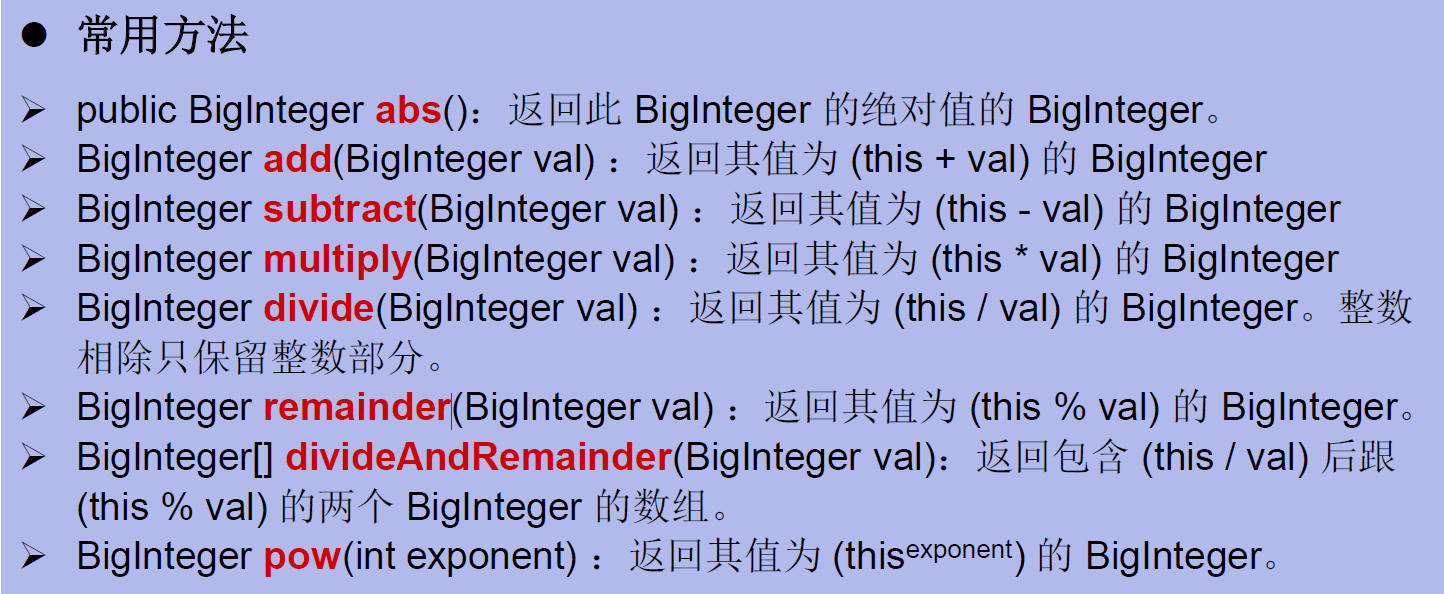 ● 常用方法
➢ public BigInteger abs()：返回此 BigInteger 的绝对值的 BigInteger。
➢ BigInteger add(BigInteger val) ：返回其值为 (this + val) 的 BigInteger
➢ BigInteger subtract(BigInteger val) ：返回其值为 (this - val) 的 BigInteger
➢ BigInteger multiply(BigInteger val) ：返回其值为 (this * val) 的 BigInteger
➢ BigInteger divide(BigInteger val) ：返回其值为 (this / val) 的 BigInteger。整数
相除只保留整数部分。
➢ BigInteger remainder(BigInteger val) ：返回其值为 (this % val) 的 BigInteger。
➢ BigInteger[] divideAndRemainder(BigInteger val)：返回包含 (this / val) 后跟
(this % val) 的两个 BigInteger 的数组。
➢ BigInteger pow(int exponent) ：返回其值为 (thisexponent) 的 BigInteger。